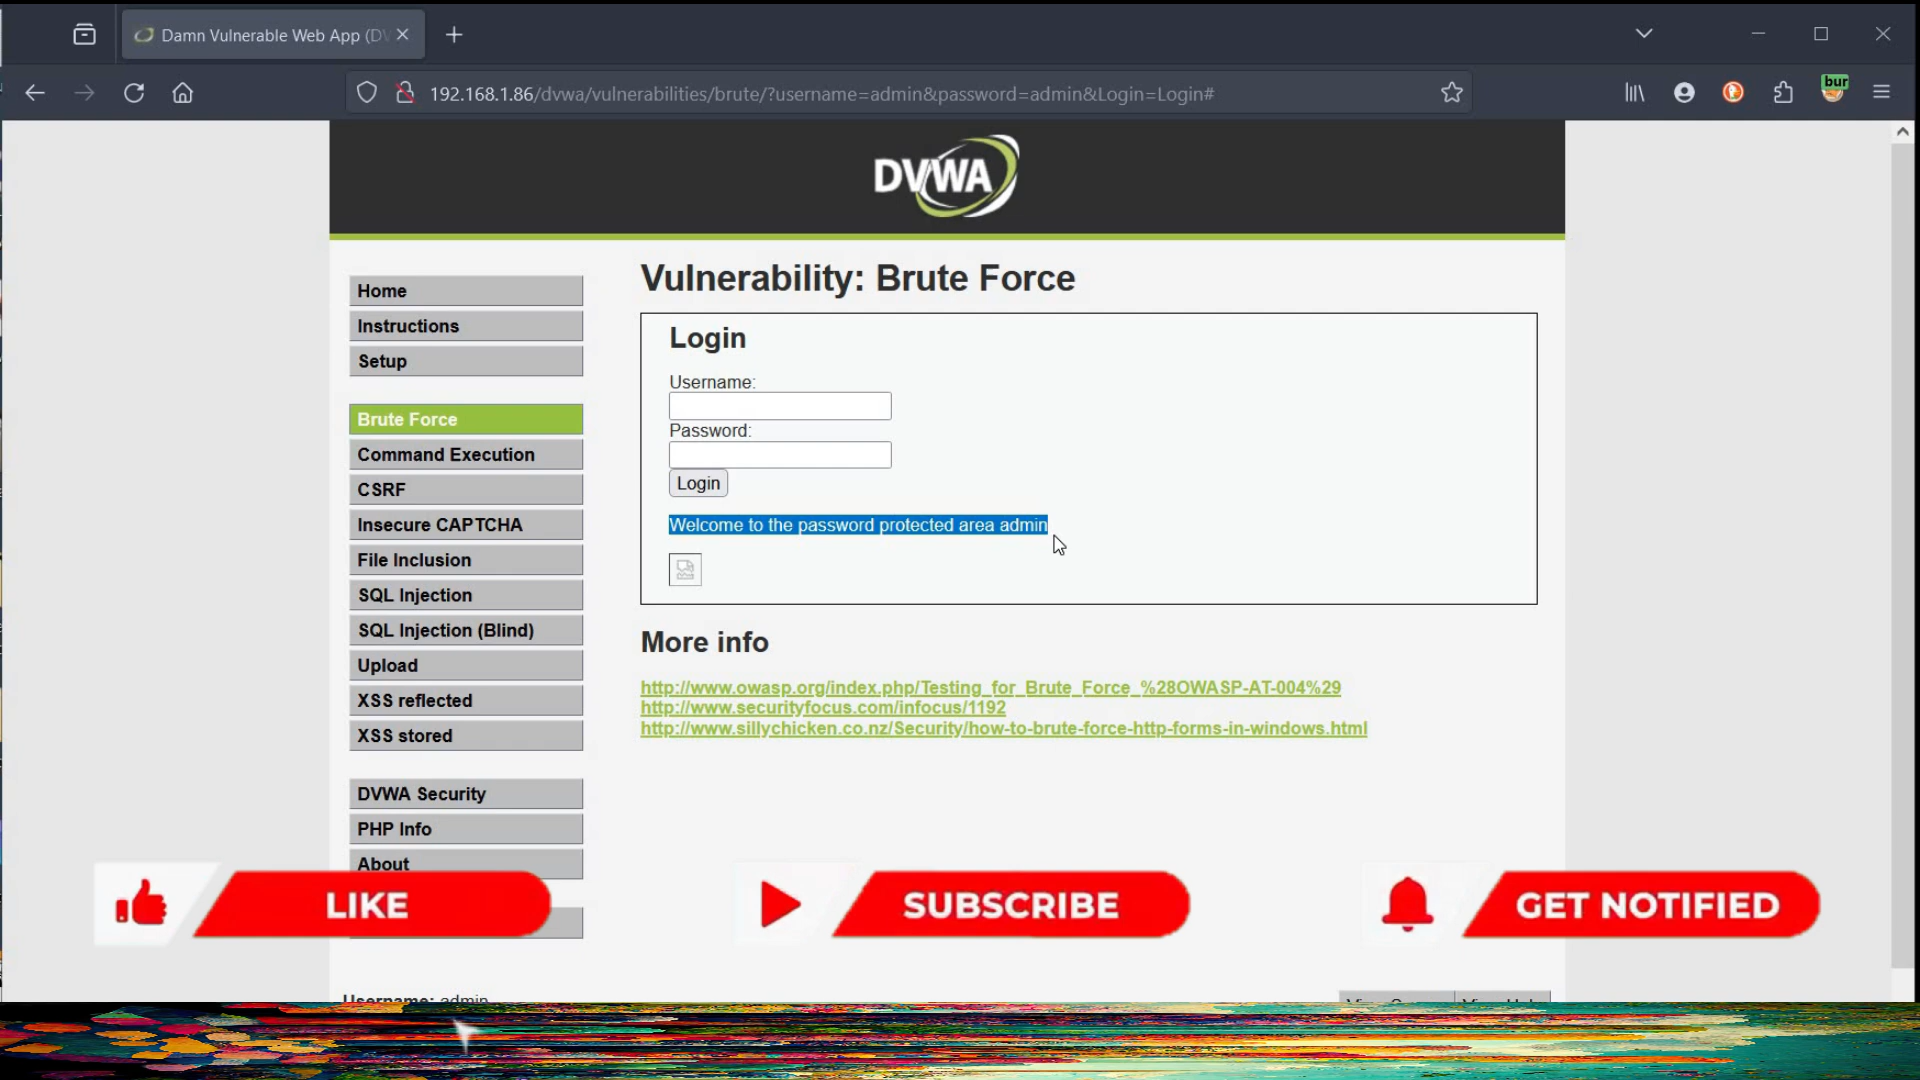 Damn Vulnerable Web App (DV
bur
192.168.1.86/dvwa/vulnerabilities/brute/?username=admin&password=admin&Login=Login#
DVWA
Home
Instructions
Setup
Brute Force
Command Execution
CSRF
Insecure CAPTCHA
File Inclusion
SQL Injection
SQL Injection (Blind)
Upload
XSS reflected
XSS stored
DVWA Security
PHP Info
About
Vulnerability: Brute Force
Login
Username:
Password:
Login
Welcome to the password protected area admin
More info
http://www.owasp.org/index.php/Testing_for_Brute_Force_%28OWASP-AT-004%29
http://www.securityfocus.com/infocus/1192
http://www.sillychicken.co.nz/Security/how-to-brute-force-http-forms-in-windows.html
LIKE
SUBSCRIBE
GET NOTIFIED
Username: admin